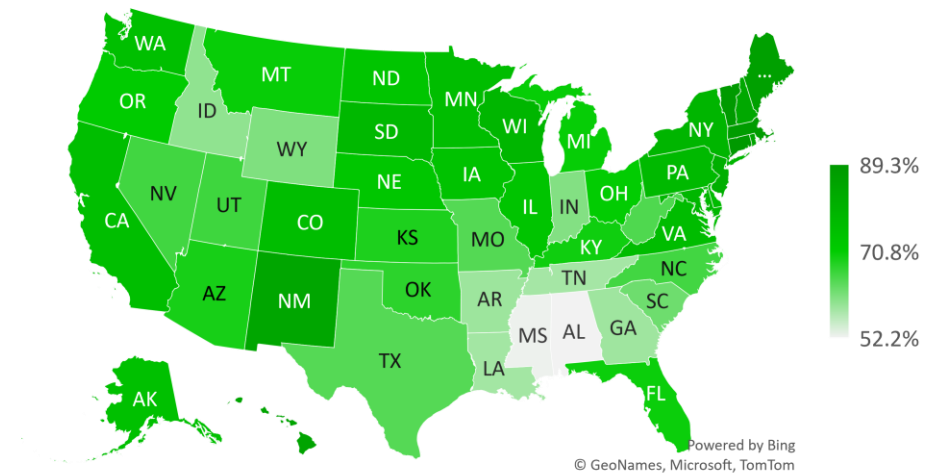 WA
MT
ND
MN
...
OR
ID
SD
WI
MI
NY
WY
NE
IA
PA
NV
UT
CO
IL
IN
OH
CA
KS
MO
KY
VA
AZ
NM
OK
AR
TN
NC
SC
TX
LA
MS
AL
GA
AK
FL
89.3%
70.8%
52.2%
Powered by Bing
© GeoNames, Microsoft, TomTom